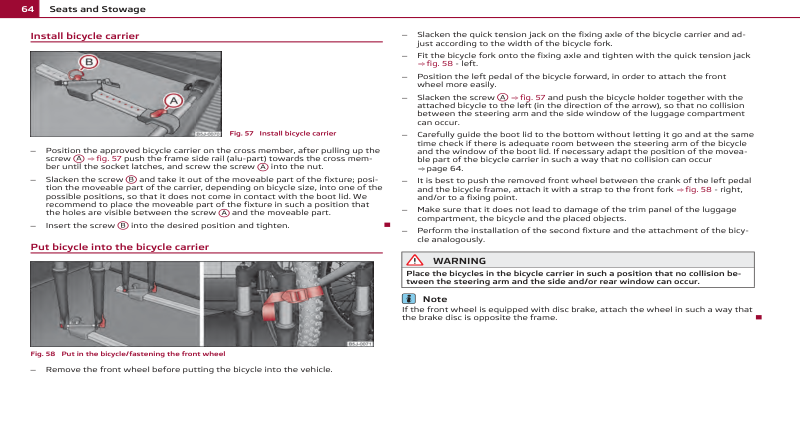 64 Seats and Stowage
Install bicycle carrier
B
A
Fig. 57 Install bicycle carrier
– Position the approved bicycle carrier on the cross member, after pulling up the
screw A ⇒ fig. 57 push the frame side rail (alu-part) towards the cross mem-
ber until the socket latches, and screw the screw A into the nut.
– Slacken the screw B and take it out of the moveable part of the fixture; posi-
tion the moveable part of the carrier, depending on bicycle size, into one of the
possible positions, so that it does not come in contact with the boot lid. We
recommend to place the moveable part of the fixture in such a position that
the holes are visible between the screw A and the moveable part.
– Insert the screw B into the desired position and tighten.
Put bicycle into the bicycle carrier
Fig. 58 Put in the bicycle/fastening the front wheel
– Remove the front wheel before putting the bicycle into the vehicle.
– Slacken the quick tension jack on the fixing axle of the bicycle carrier and ad-
just according to the width of the bicycle fork.
– Fit the bicycle fork onto the fixing axle and tighten with the quick tension jack
⇒ fig. 58 - left.
– Position the left pedal of the bicycle forward, in order to attach the front
wheel more easily.
– Slacken the screw A ⇒ fig. 57 and push the bicycle holder together with the
attached bicycle to the left (in the direction of the arrow), so that no collision
between the steering arm and the side window of the luggage compartment
can occur.
– Carefully guide the boot lid to the bottom without letting it go and at the same
time check if there is adequate room between the steering arm of the bicycle
and the window of the boot lid. If necessary adapt the position of the movea-
ble part of the bicycle carrier in such a way that no collision can occur
⇒ page 64.
– It is best to push the removed front wheel between the crank of the left pedal
and the bicycle frame, attach it with a strap to the front fork ⇒ fig. 58 - right,
and/or to a fixing point.
– Make sure that it does not lead to damage of the trim panel of the luggage
compartment, the bicycle and the placed objects.
– Perform the installation of the second fixture and the attachment of the bicy-
cle analogously.
WARNING
Place the bicycles in the bicycle carrier in such a position that no collision be-
tween the steering arm and the side and/or rear window can occur.
i Note
If the front wheel is equipped with disc brake, attach the wheel in such a way that
the brake disc is opposite the frame.